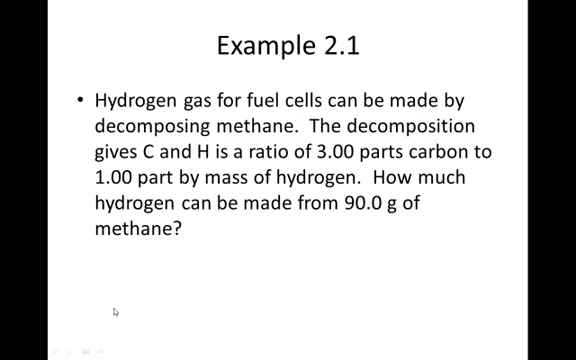 Example 2.1
• Hydrogen gas for fuel cells can be made by
decomposing methane. The decomposition
gives C and H is a ratio of 3.00 parts carbon to
1.00 part by mass of hydrogen. How much
hydrogen can be made from 90.0 g of
methane?